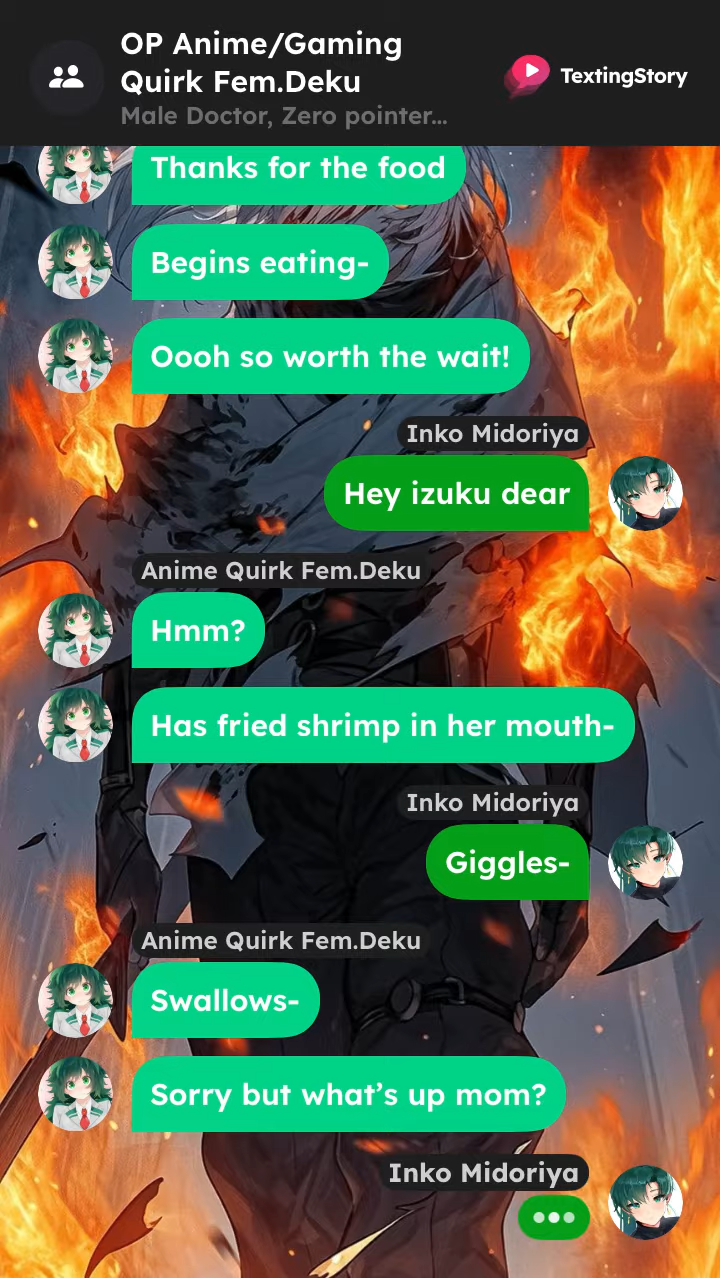 OP Anime/Gaming
Quirk Fem.Deku
Male Doctor, Zero pointer...
TextingStory
Thanks for the food
Begins eating-
Oooh so worth the wait!
Inko Midoriya
Hey izuku dear
Anime Quirk Fem.Deku
Hmm?
Has fried shrimp in her mouth-
Inko Midoriya
Giggles-
Anime Quirk Fem.Deku
Swallows-
Sorry but what’s up mom?
Inko Midoriya